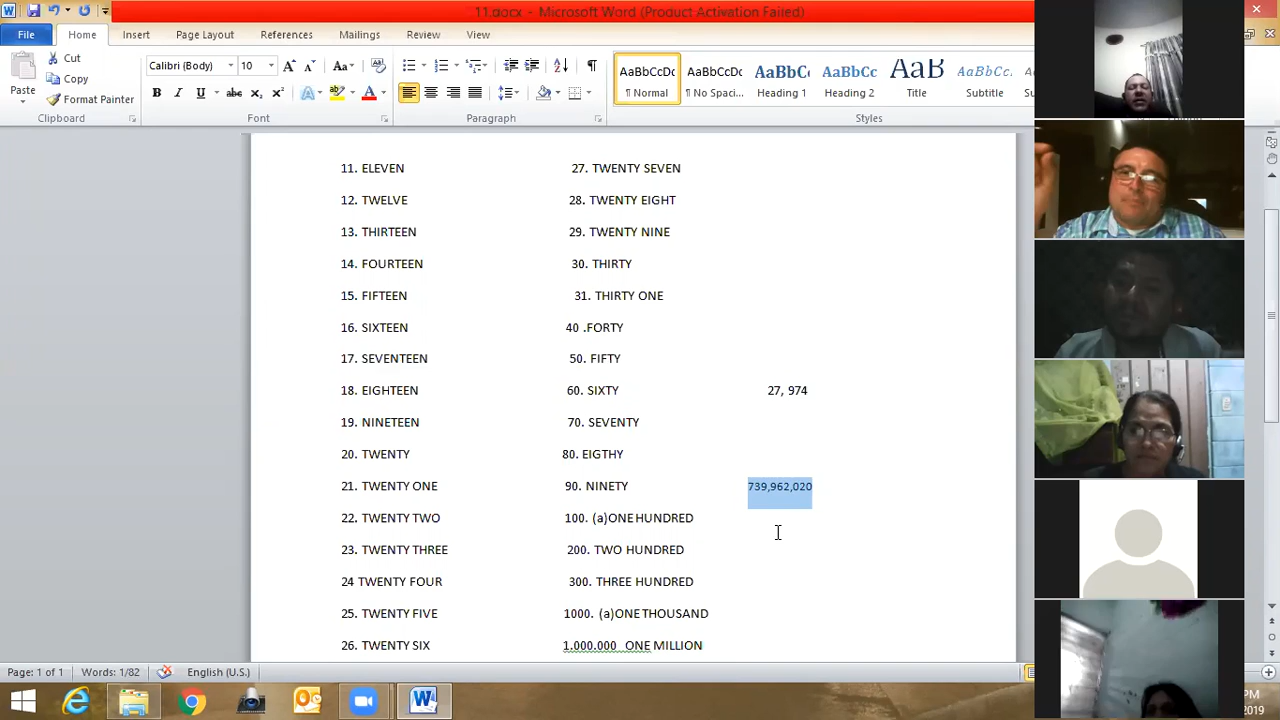 11.docx - Microsoft Word (Product Activation Failed)
File Home Insert Page Layout References Mailings Review View
Cut
Copy
Format Painter
Paste
Clipboard
Calibri (Body) 10
Font
Paragraph
AaBbCcDc AaBbCcDc AaBbC AaBbCc AaB AaBbCcL
¶ Normal ¶ No Spaci... Heading 1 Heading 2 Title Subtitle
Styles
11. ELEVEN 27. TWENTY SEVEN
12. TWELVE 28. TWENTY EIGHT
13. THIRTEEN 29. TWENTY NINE
14. FOURTEEN 30. THIRTY
15. FIFTEEN 31. THIRTY ONE
16. SIXTEEN 40 .FORTY
17. SEVENTEEN 50. FIFTY
18. EIGHTEEN 60. SIXTY 27, 974
19. NINETEEN 70. SEVENTY
20. TWENTY 80. EIGTHY
21. TWENTY ONE 90. NINETY 739,962,020
22. TWENTY TWO 100. (a)ONE HUNDRED
23. TWENTY THREE 200. TWO HUNDRED
24 TWENTY FOUR 300. THREE HUNDRED
25. TWENTY FIVE 1000. (a)ONE THOUSAND
26. TWENTY SIX 1.000.000 ONE MILLION
Page: 1 of 1 Words: 1/82 English (U.S.)